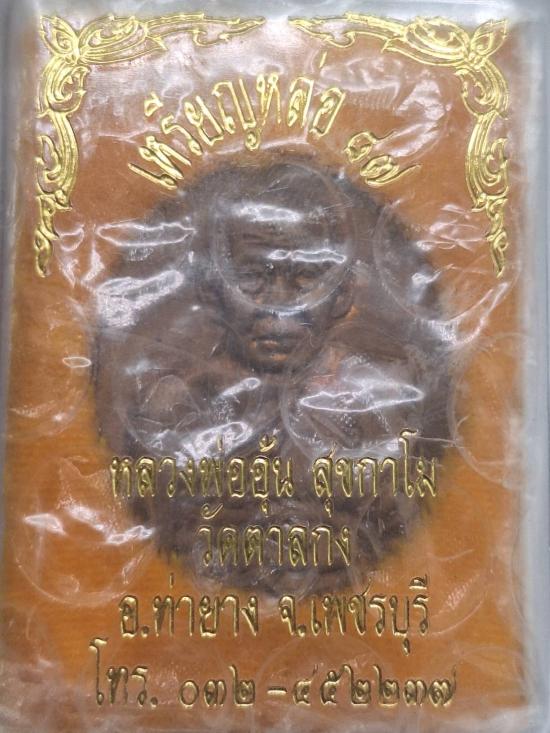 เหรียญหล่อ ๘๗
หลวงพ่ออุ้น สุขกาโม
วัดตาลกง
อ.ท่ายาง จ.เพชรบุรี
โทร. ๐๓๒ - ๔๕๒๒๓๗